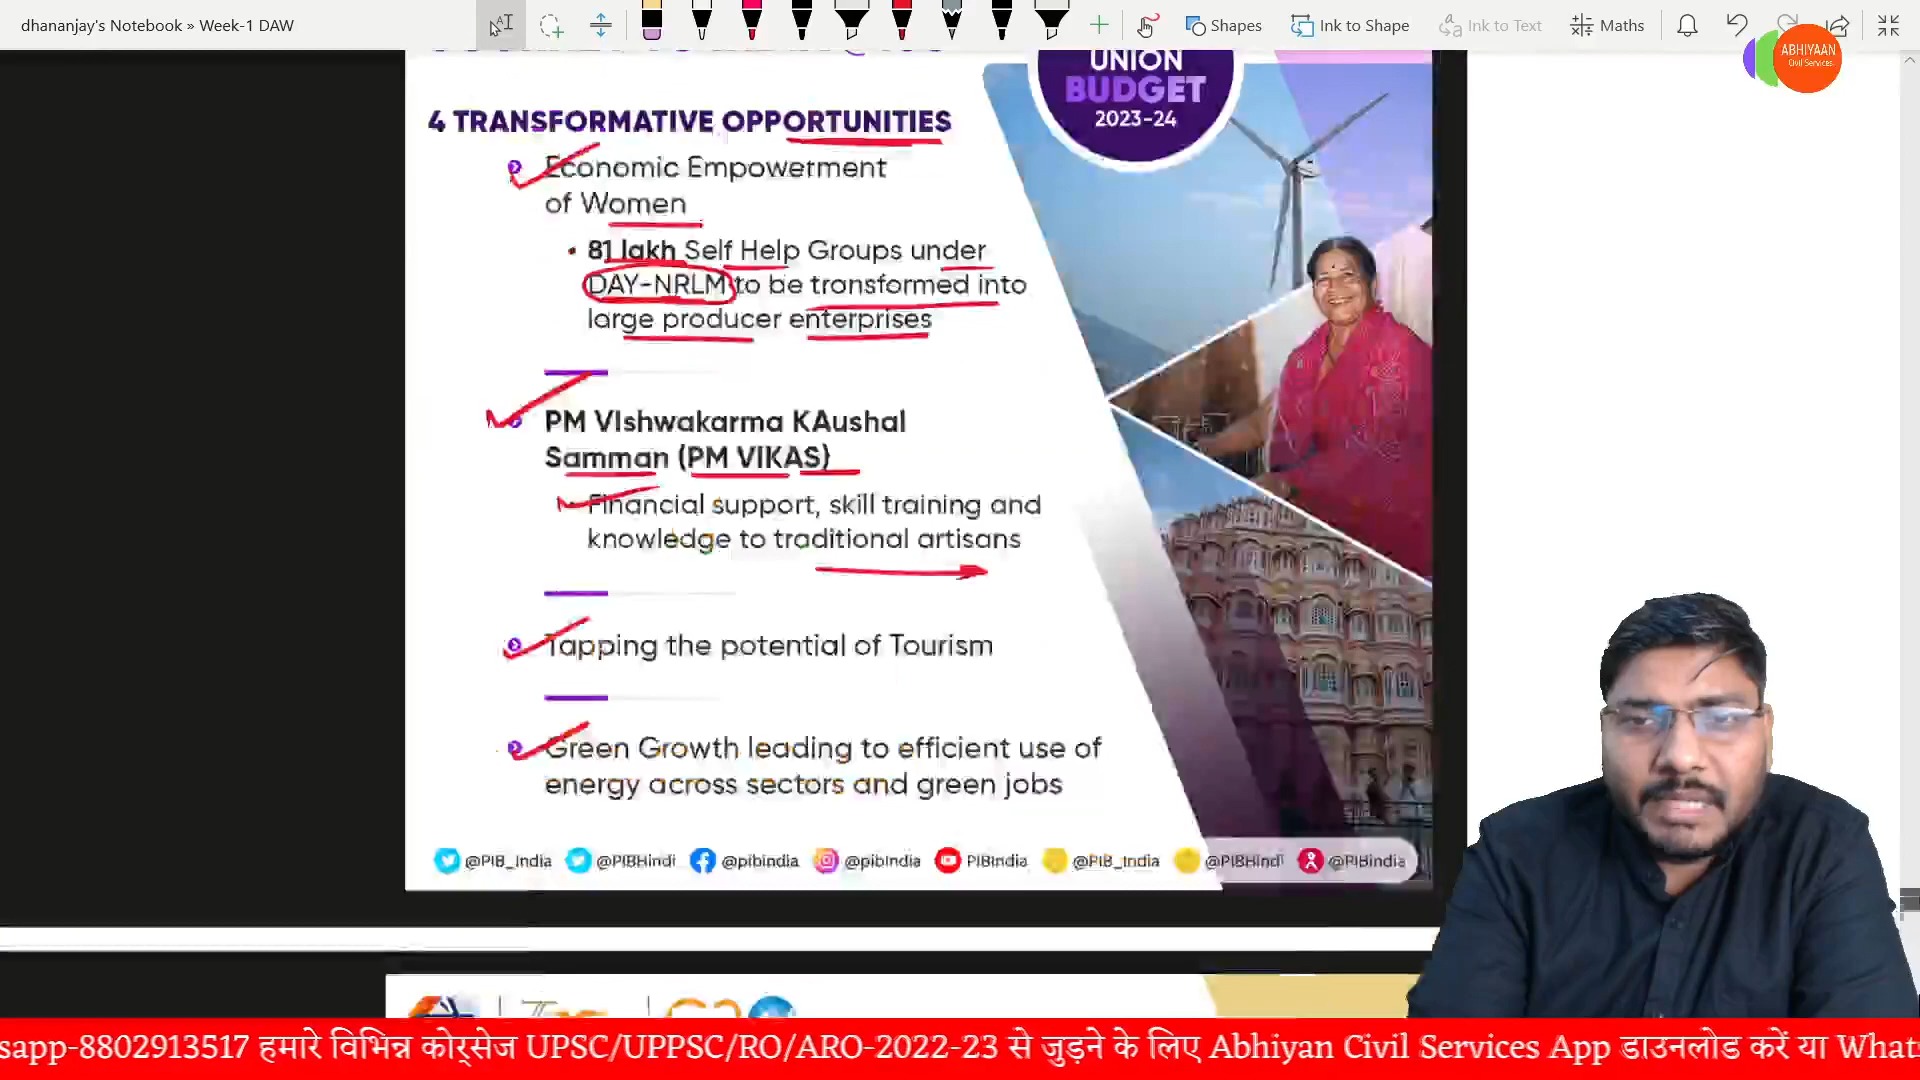 dhananjay's Notebook » Week-1 DAW
Shapes
Ink to Shape
Ink to Text
Maths
ABHIYAAN
Civil Services
UNION
BUDGET
2023-24
4 TRANSFORMATIVE OPPORTUNITIES
Economic Empowerment
of Women
• 81 lakh Self Help Groups under
DAY-NRLM to be transformed into
large producer enterprises
PM VIshwakarma KAushal
Samman (PM VIKAS)
Financial support, skill training and
knowledge to traditional artisans
Tapping the potential of Tourism
Green Growth leading to efficient use of
energy across sectors and green jobs
@PIB_India @PIBHindi @pibindia @pibindia PIBIndia @PIB_India @PIBHindi @PIBindia
sapp-8802913517 हमारे विभिन्न कोर्सेज UPSC/UPPSC/RO/ARO-2022-23 से जुड़ने के लिए Abhiyan Civil Services App डाउनलोड करें या What